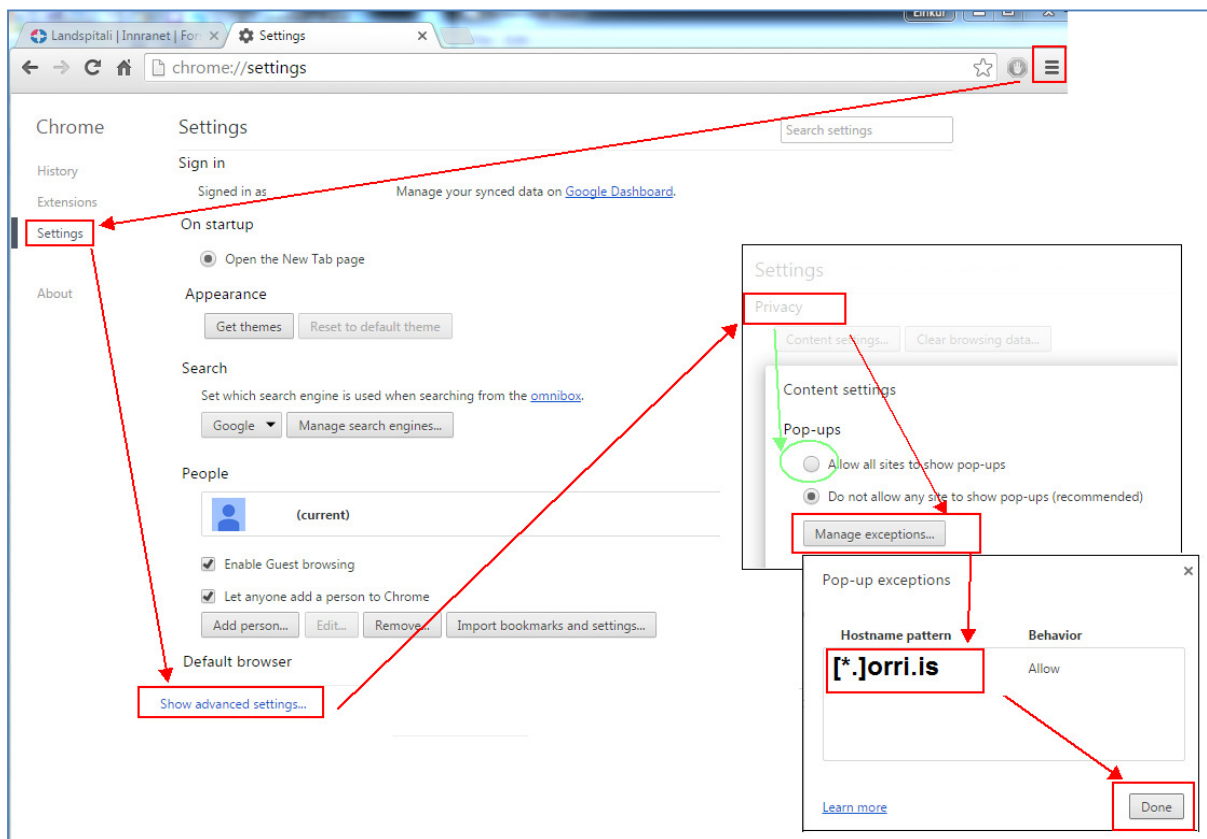 Eiríkur
Landspítali | Innranet | For
Settings
chrome://settings
Chrome
History
Extensions
Settings
About
Settings
Search settings
Sign in
Signed in as
Manage your synced data on Google Dashboard.
On startup
Open the New Tab page
Appearance
Get themes
Reset to default theme
Search
Set which search engine is used when searching from the omnibox.
Google
Manage search engines...
People
(current)
Enable Guest browsing
Let anyone add a person to Chrome
Add person...
Edit...
Remove...
Import bookmarks and settings...
Default browser
Show advanced settings...
Settings
Privacy
Content settings...
Clear browsing data...
Content settings
Pop-ups
Allow all sites to show pop-ups
Do not allow any site to show pop-ups (recommended)
Manage exceptions...
Pop-up exceptions
Hostname pattern
Behavior
[*.]orri.is
Allow
Learn more
Done